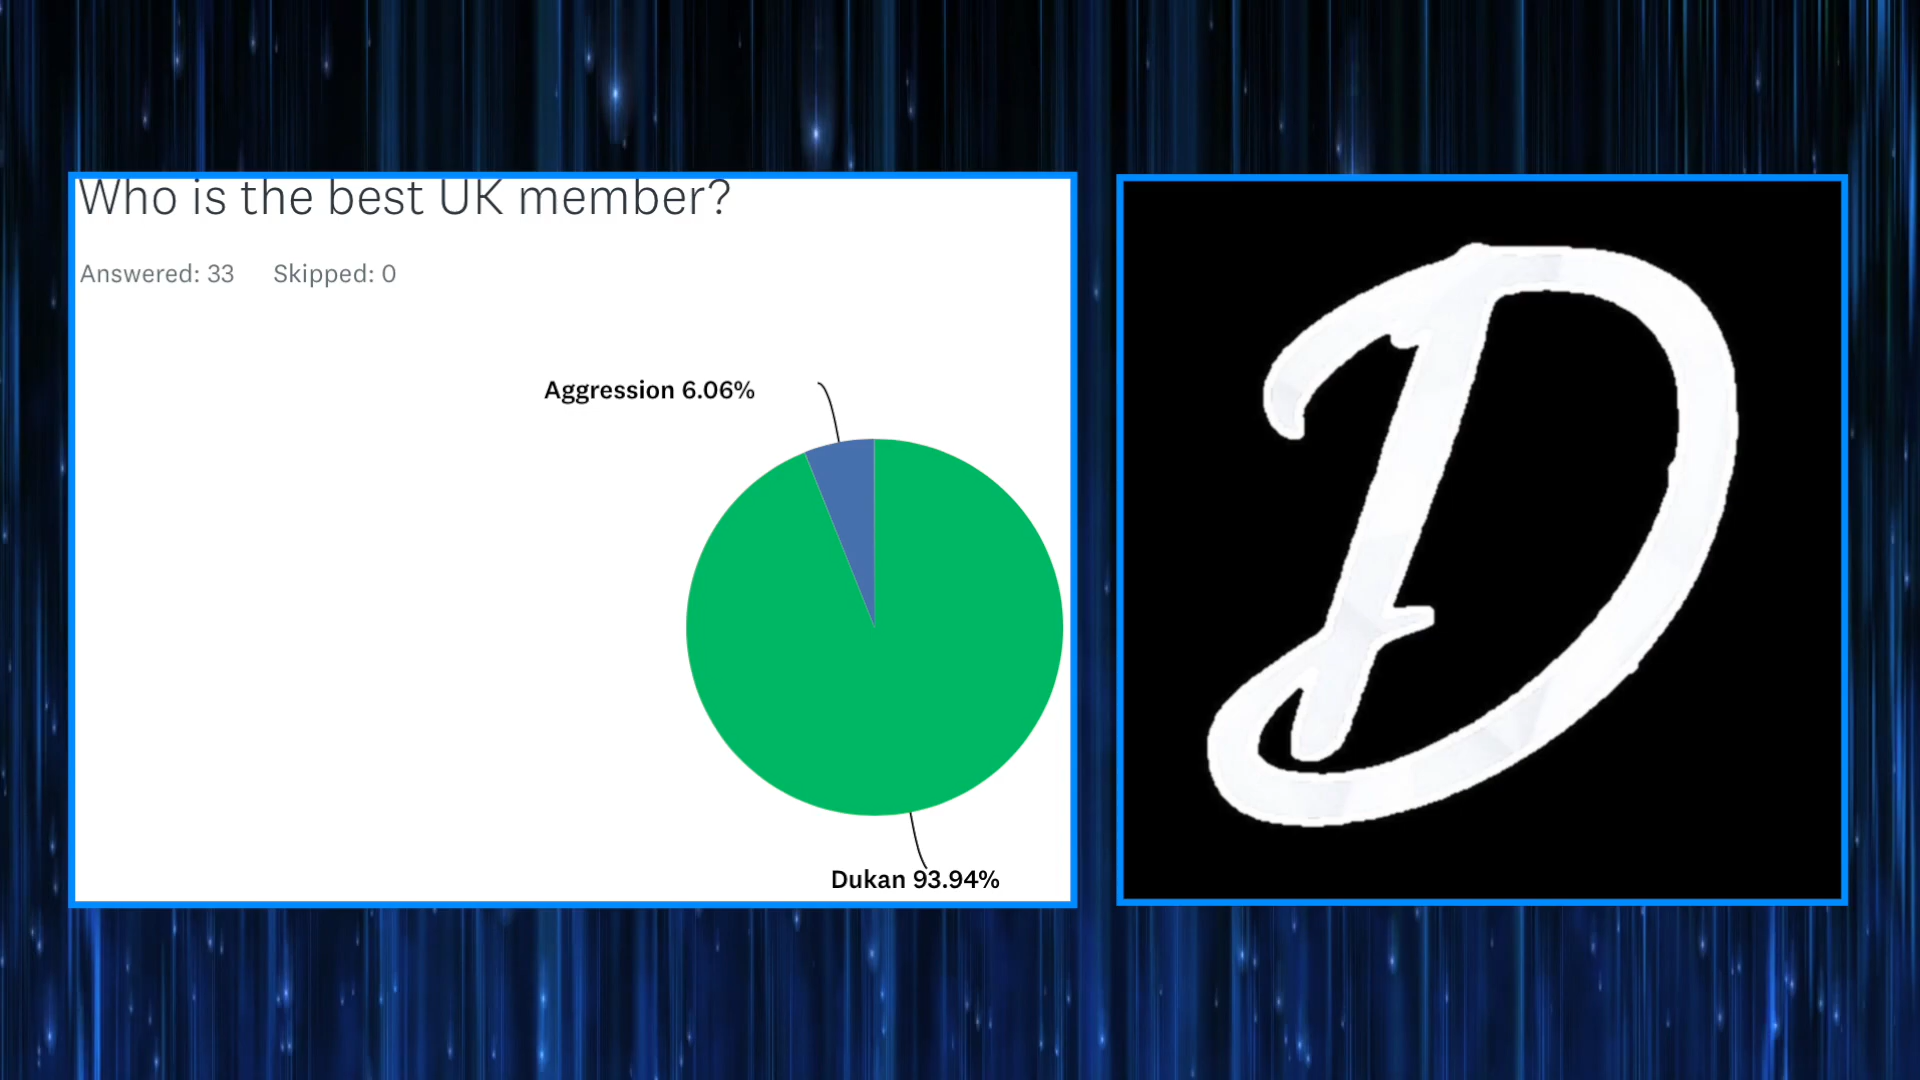 Who is the best UK member?
Answered: 33 Skipped: 0
Aggression 6.06%
Dukan 93.94%
D